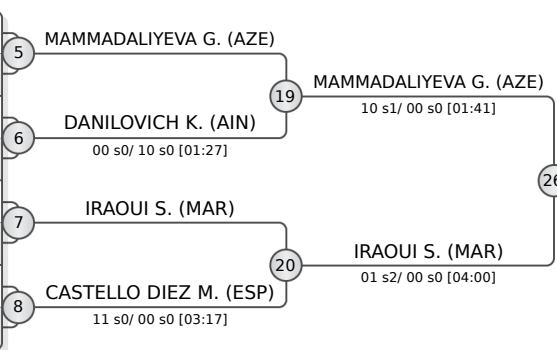 5
MAMMADALIYEVA G. (AZE)
19
MAMMADALIYEVA G. (AZE)
10 s1/ 00 s0 [01:41]
6
DANILOVICH K. (AIN)
00 s0/ 10 s0 [01:27]
26
7
IRAOUI S. (MAR)
20
IRAOUI S. (MAR)
01 s2/ 00 s0 [04:00]
8
CASTELLO DIEZ M. (ESP)
11 s0/ 00 s0 [03:17]